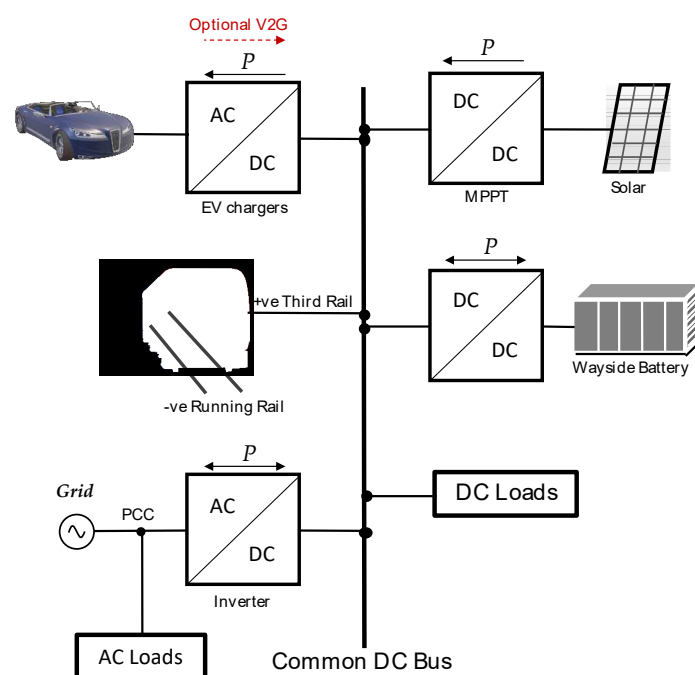 Optional V2G
P
AC
DC
EV chargers
P
DC
DC
MPPT
Solar
+ve Third Rail
-ve Running Rail
P
DC
DC
Wayside Battery
Grid
PCC
P
AC
DC
Inverter
DC Loads
AC Loads
Common DC Bus